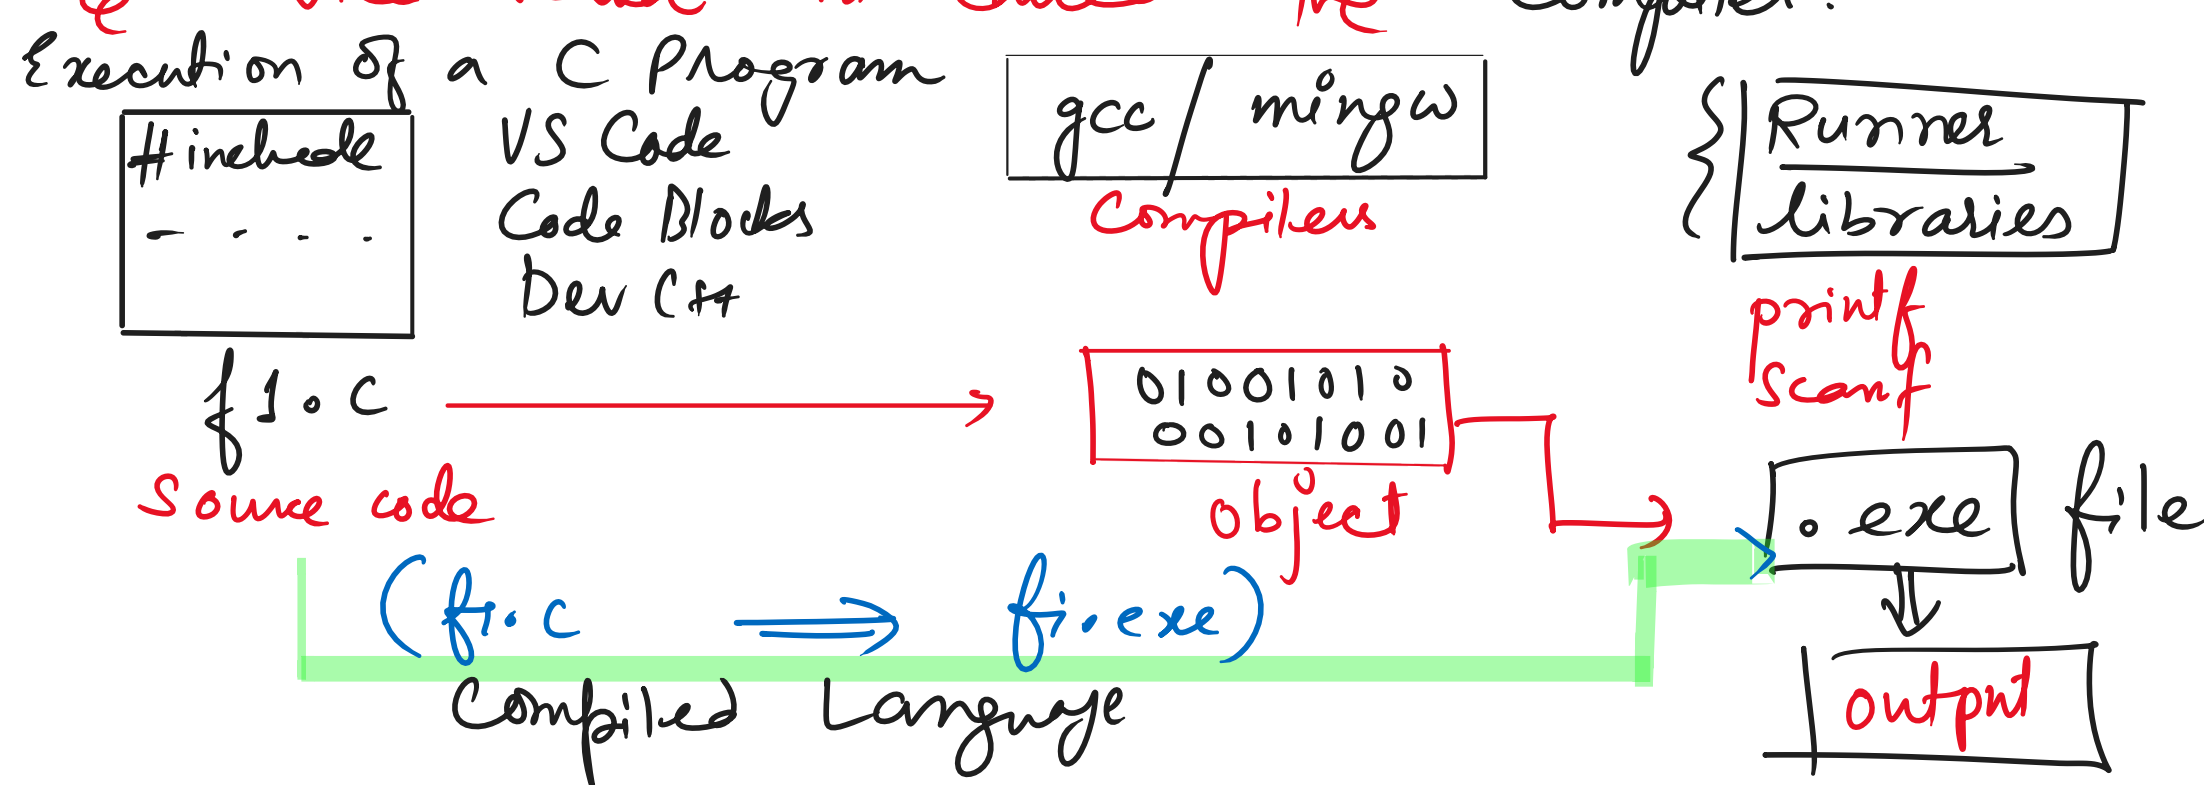 Execution of a C Program
#include
- . . .
VS Code
Code Blocks
Dev C++
gcc / mingw
Compilers
Runner
libraries
printf
scanf
f1.c
Source code
01001010
00101001
object
.exe file
(f1.c ⟹ f1.exe)
Compiled Language
output